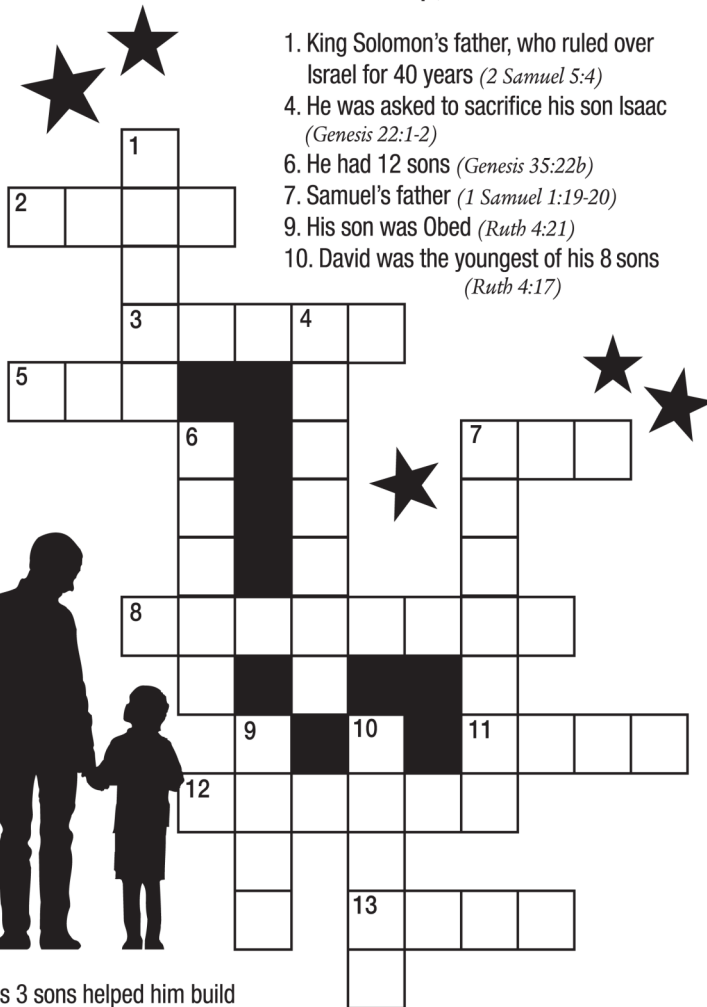 1. King Solomon’s father, who ruled over
Israel for 40 years (2 Samuel 5:4)
4. He was asked to sacrifice his son Isaac
(Genesis 22:1-2)
6. He had 12 sons (Genesis 35:22b)
7. Samuel’s father (1 Samuel 1:19-20)
9. His son was Obed (Ruth 4:21)
10. David was the youngest of his 8 sons
(Ruth 4:17)
1
2
3 4
5
6 7
8
9 10 11
12
13
s 3 sons helped him build